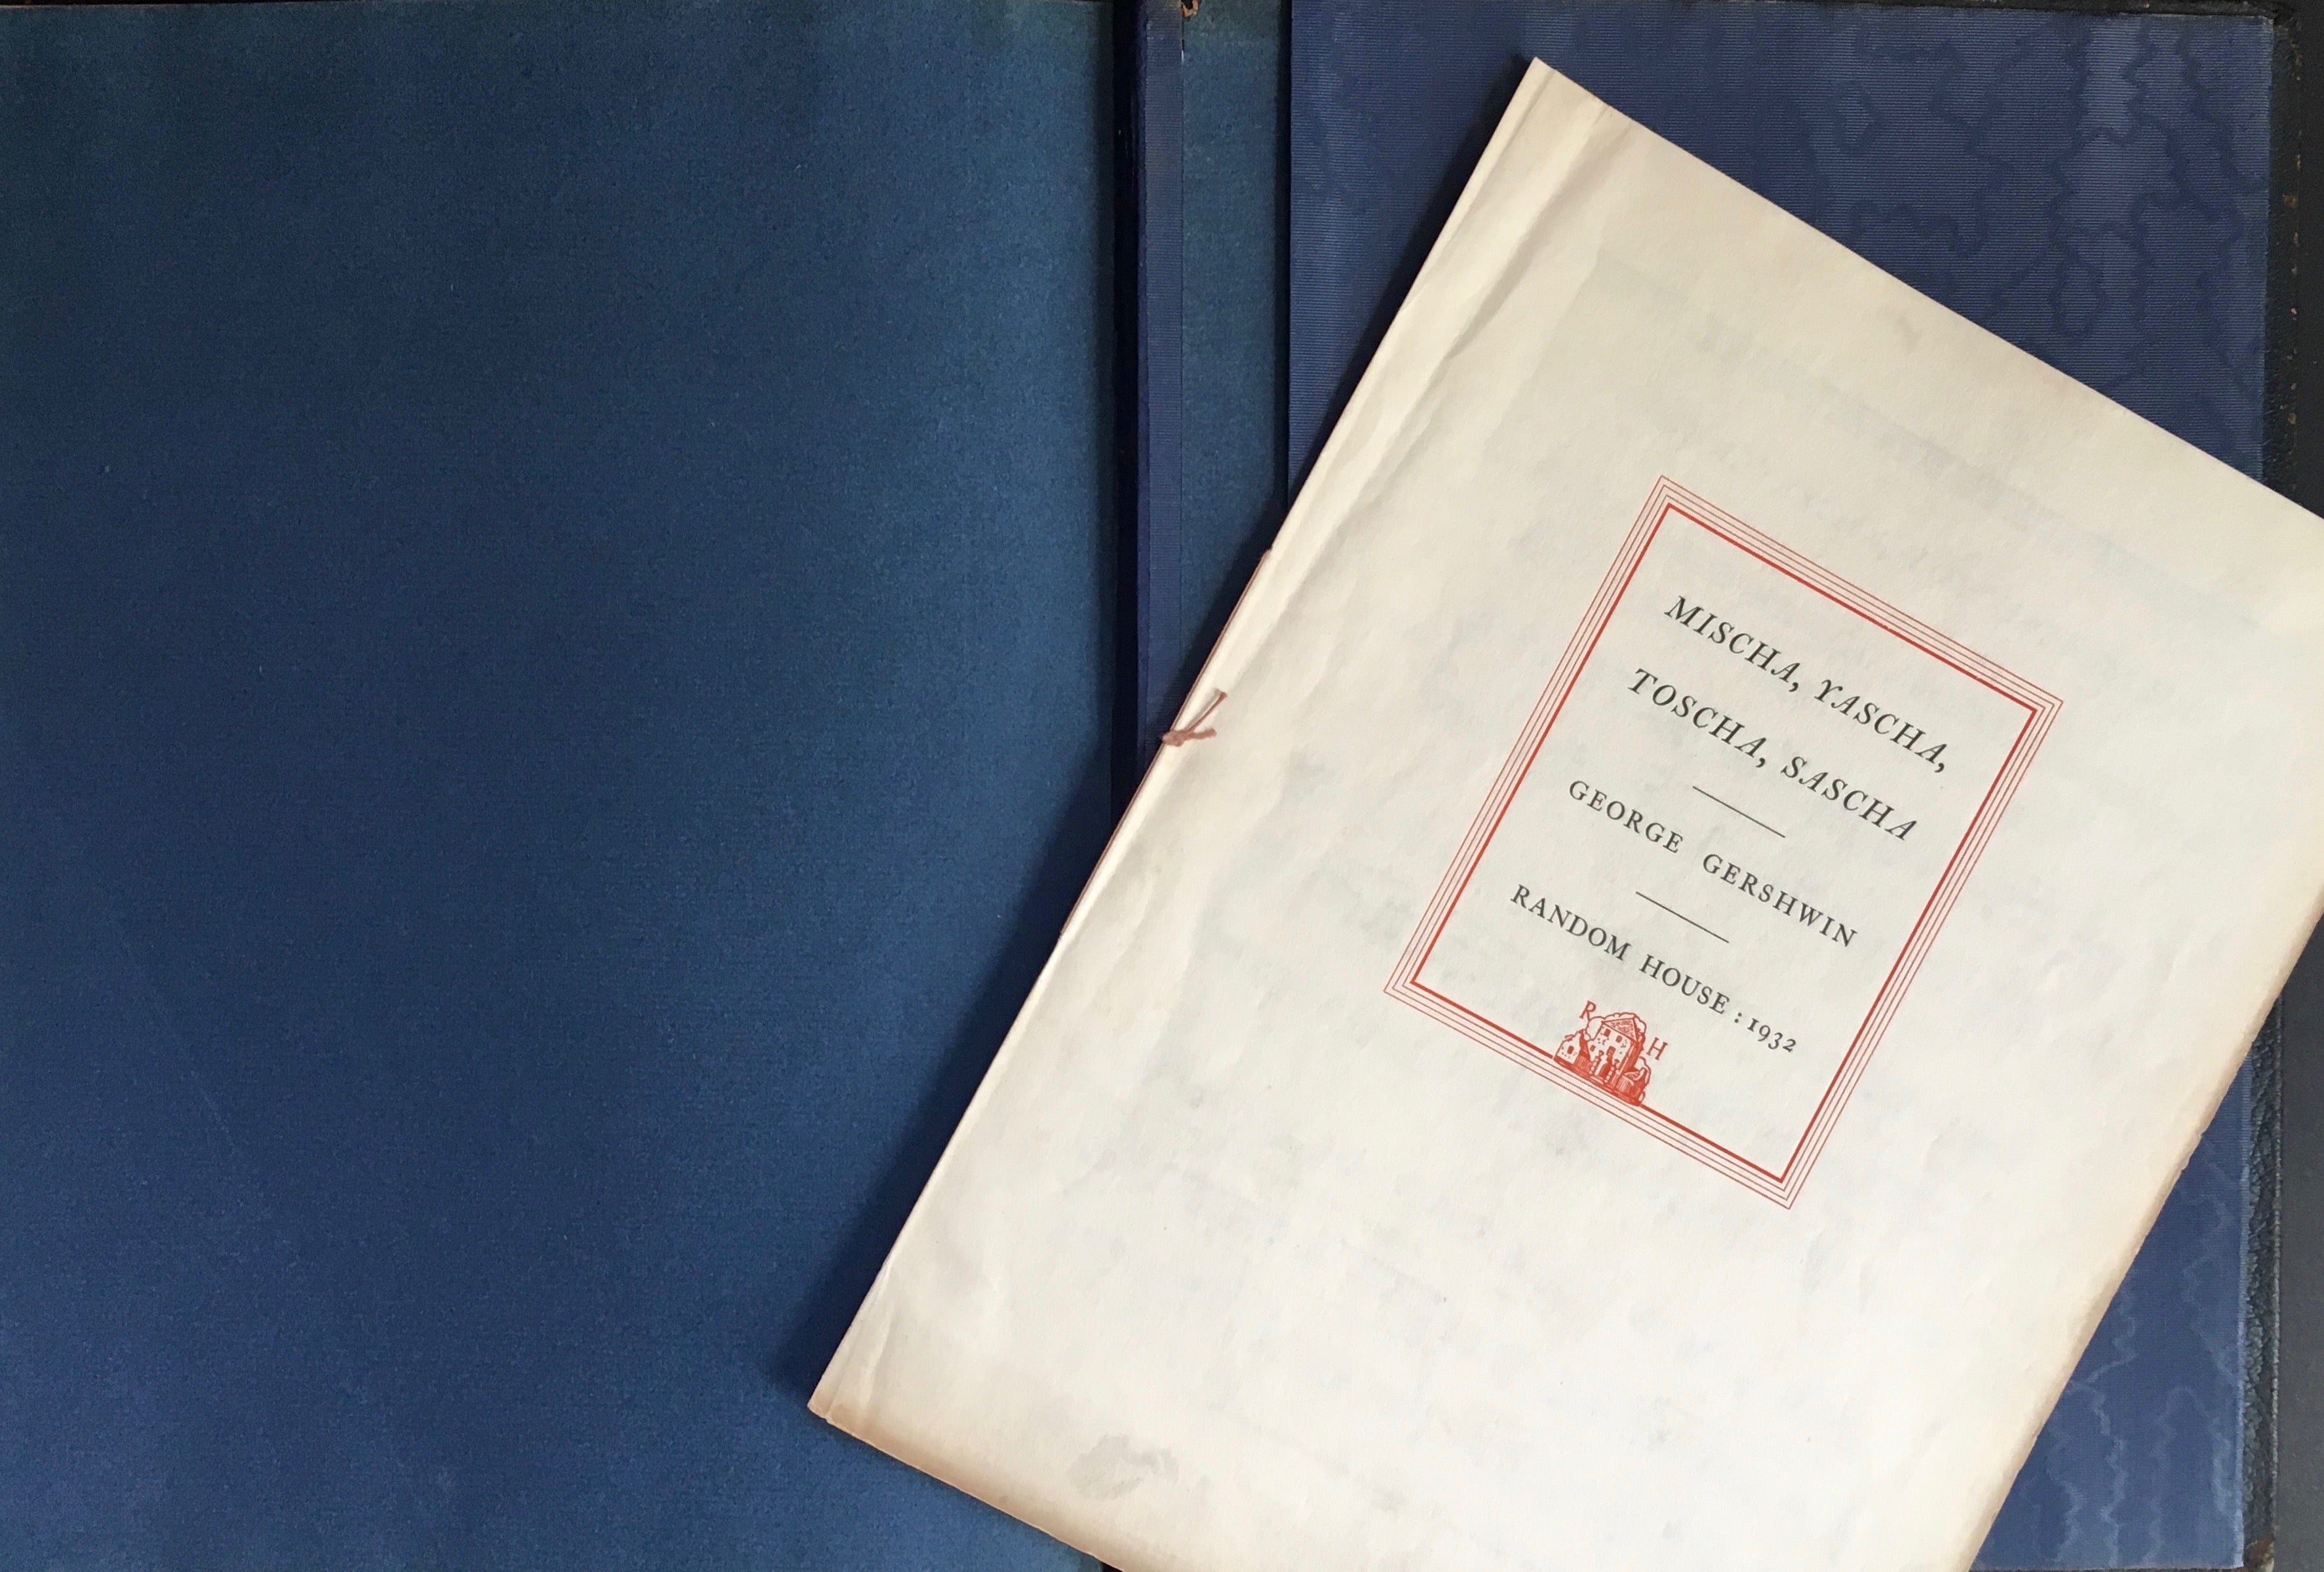 MISCHA, YASCHA,
TOSCHA, SASCHA
GEORGE GERSHWIN
RANDOM HOUSE : 1932
R H